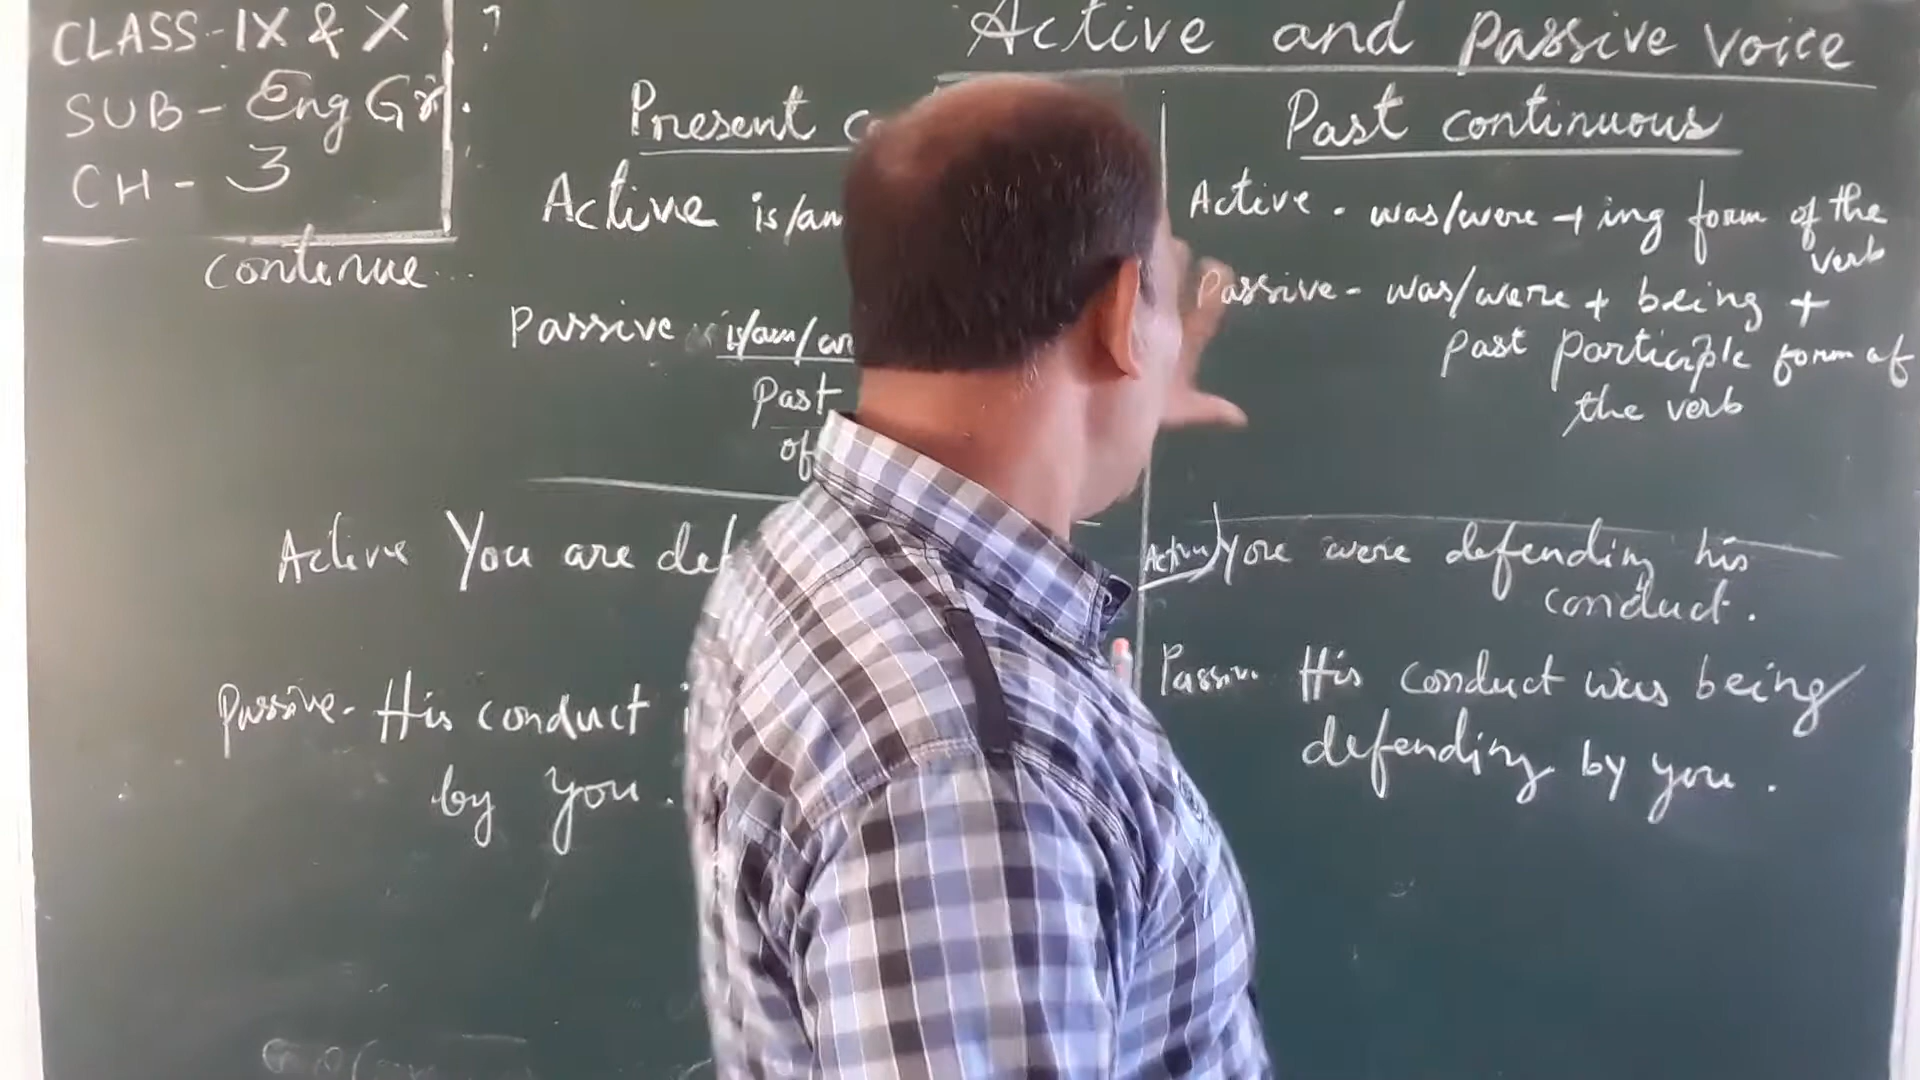 CLASS-IX & X
SUB- Eng Gr.
CH- 3
continue...
?
Active and Passive Voice
Present
Active is/am
Passive is/am/are
Past
of
Active You are
Passive- His conduct
by you.
Past continuous
Active - was/were + ing form of the
verb
Passive - was/were + being +
Past Participle form of
the verb
Active You were defending his
conduct.
Passive His conduct was being
defending by you.